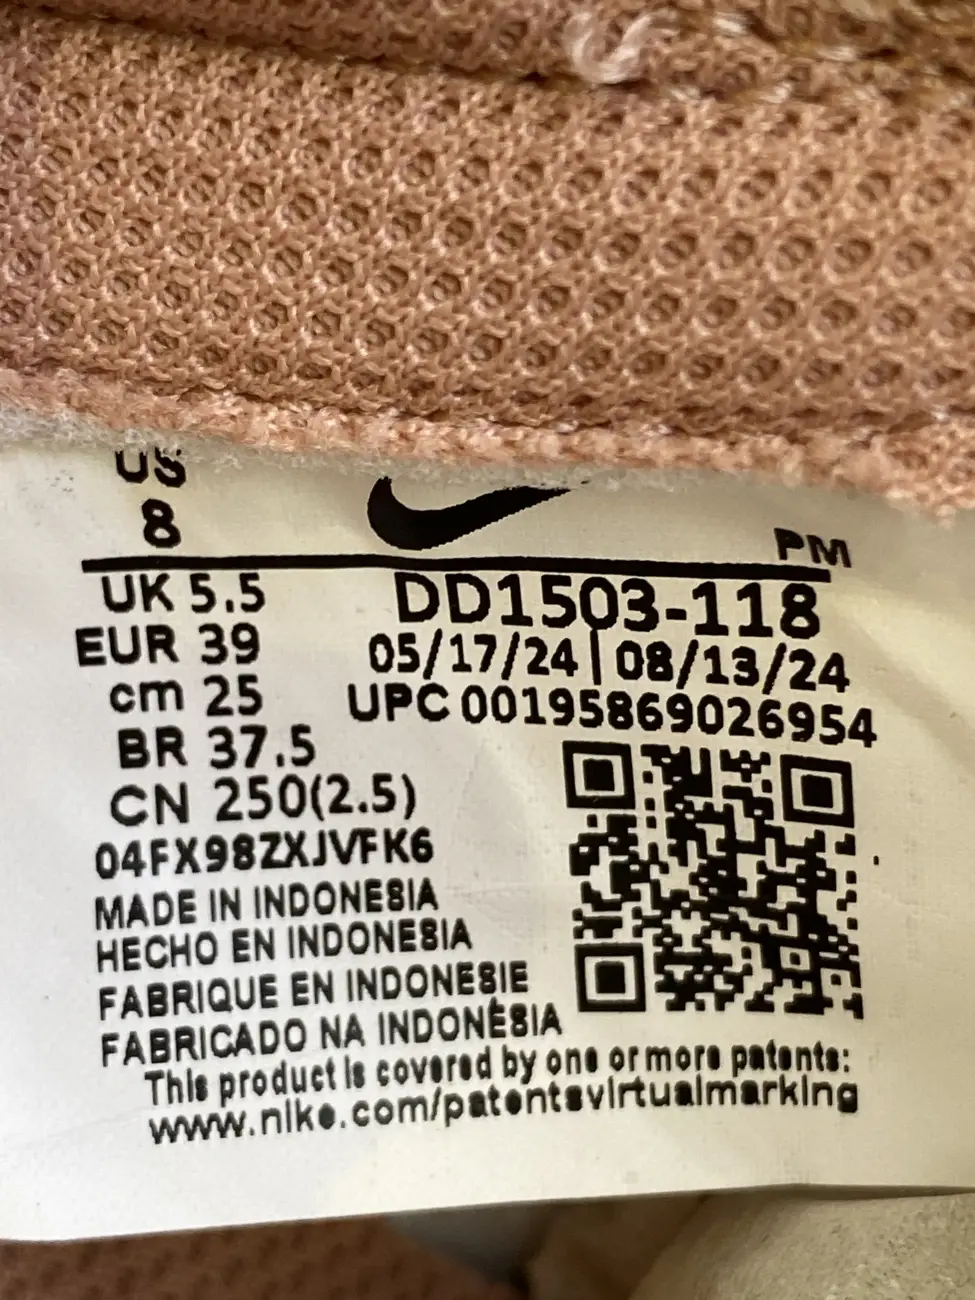 US
8
PM
UK 5.5
DD1503-118
EUR 39
05/17/24 | 08/13/24
cm 25
UPC 00195869026954
BR 37.5
CN 250(2.5)
04FX98ZXJVFK6
MADE IN INDONESIA
HECHO EN INDONESIA
FABRIQUE EN INDONESIE
FABRICADO NA INDONÉSIA
This product is covered by one or more patents:
www.nike.com/patentsvirtualmarking